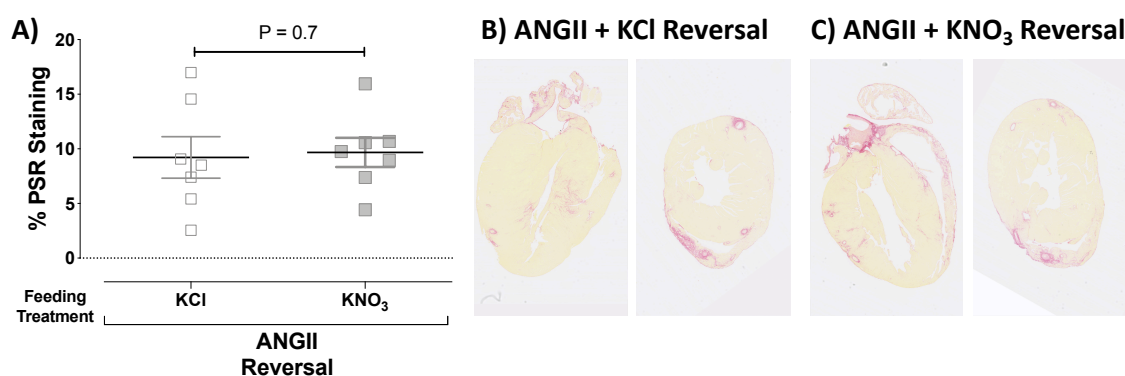 A)
P = 0.7
20
15
10
5
0
% PSR Staining
Feeding
Treatment
KCl
KNO₃
ANGII
Reversal
B) ANGII + KCl Reversal
C) ANGII + KNO₃ Reversal